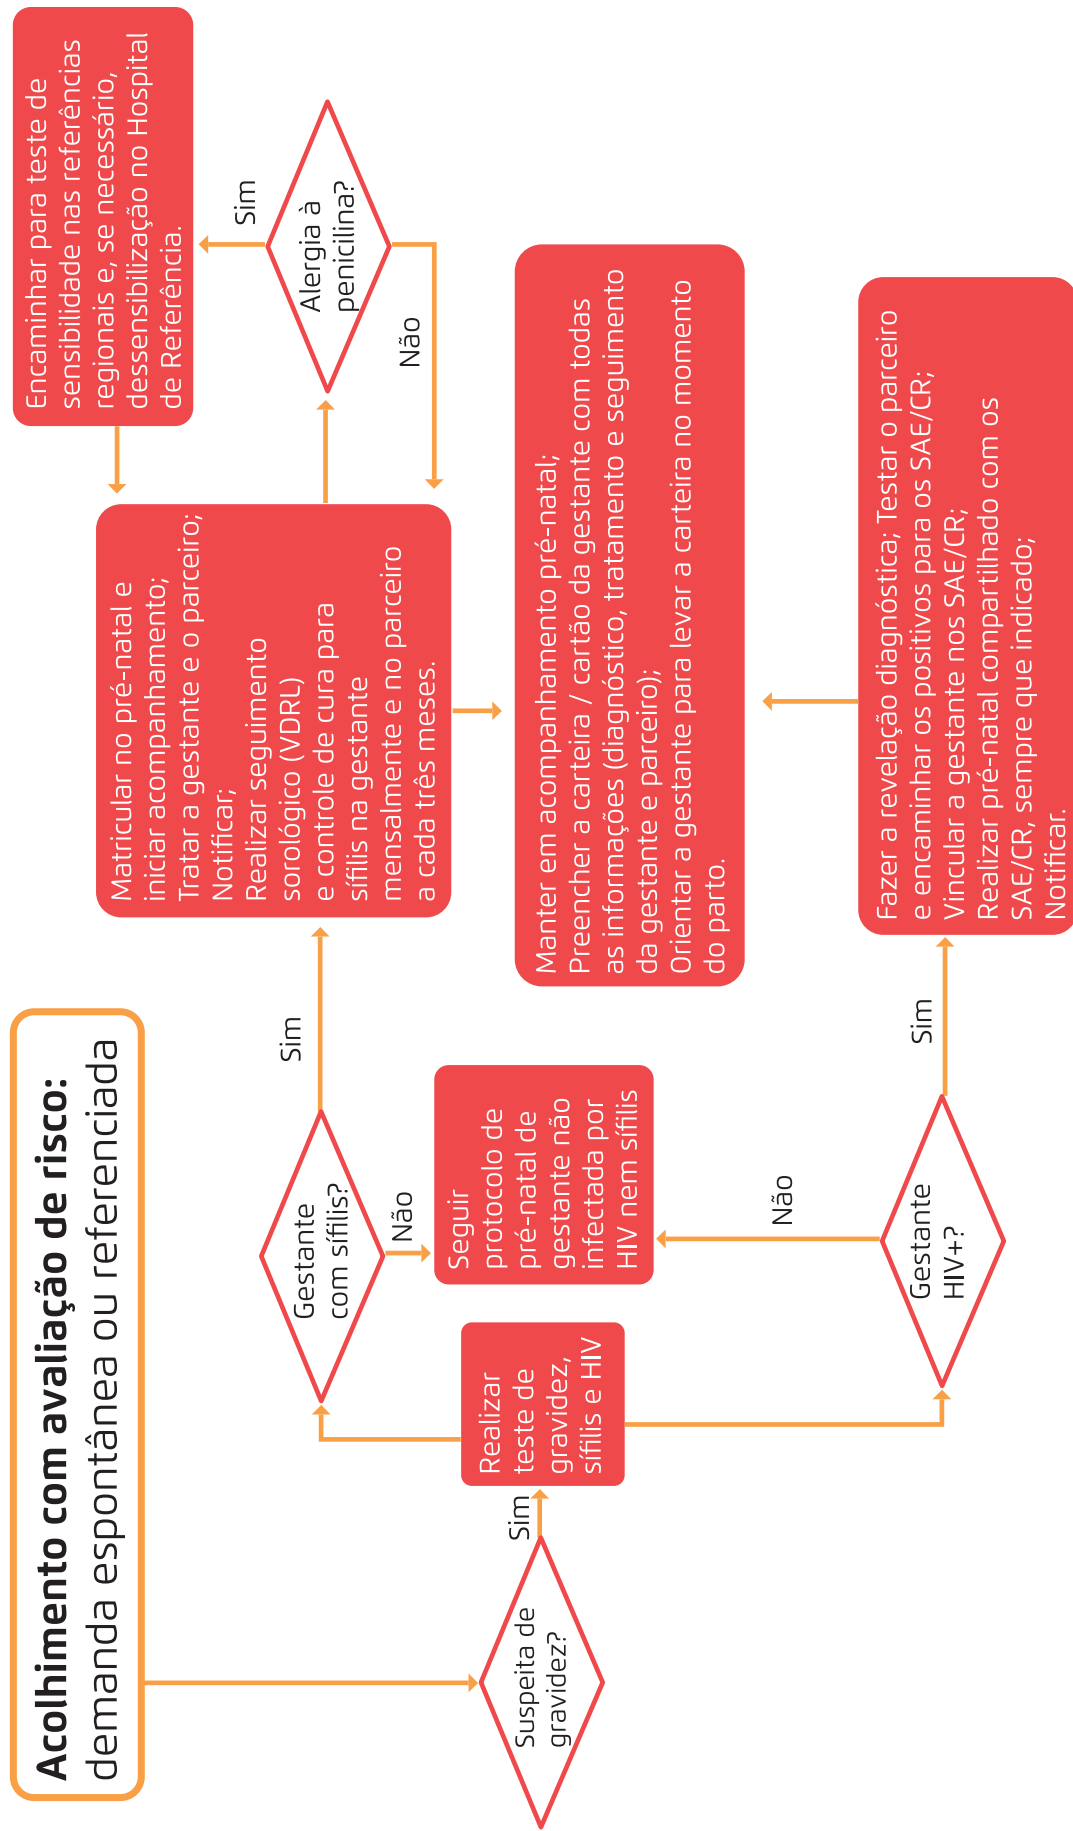 Acolhimento com avaliação de risco:
demanda espontânea ou referenciada
Suspeita de
gravidez?
Sim
Realizar
teste de
gravidez,
sífilis e HIV
Gestante
com sífilis?
Sim
Não
Seguir
protocolo de
pré-natal de
gestante não
infectada por
HIV nem sífilis
Não
Gestante
HIV+?
Sim
Matricular no pré-natal e
iniciar acompanhamento;
Tratar a gestante e o parceiro;
Notificar;
Realizar seguimento
sorológico (VDRL)
e controle de cura para
sífilis na gestante
mensalmente e no parceiro
a cada três meses.
Alergia à
penicilina?
Sim
Não
Encaminhar para teste de
sensibilidade nas referências
regionais e, se necessário,
dessensibilização no Hospital
de Referência.
Manter em acompanhamento pré-natal;
Preencher a carteira / cartão da gestante com todas
as informações (diagnóstico, tratamento e seguimento
da gestante e parceiro);
Orientar a gestante para levar a carteira no momento
do parto.
Fazer a revelação diagnóstica; Testar o parceiro
e encaminhar os positivos para os SAE/CR;
Vincular a gestante nos SAE/CR;
Realizar pré-natal compartilhado com os
SAE/CR, sempre que indicado;
Notificar.